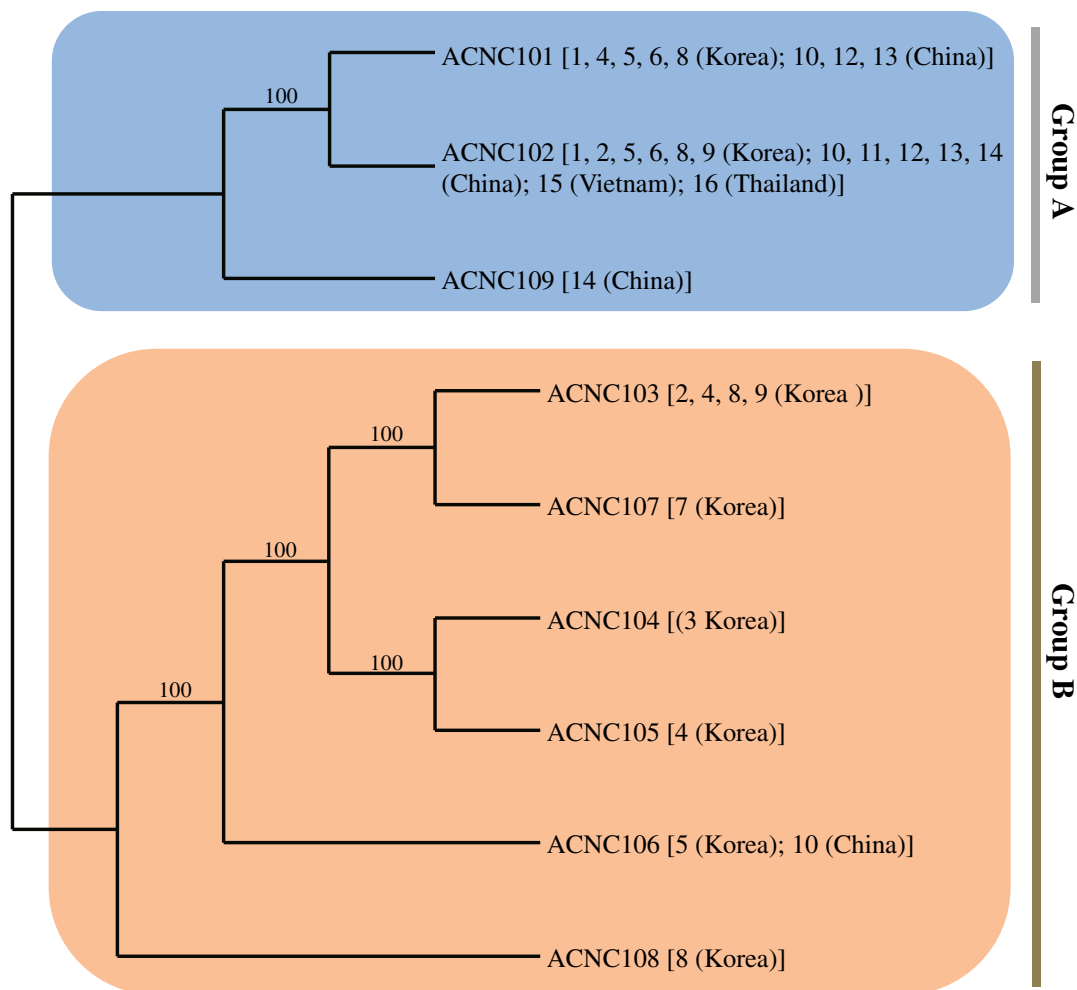 100
ACNC101 [1, 4, 5, 6, 8 (Korea); 10, 12, 13 (China)]
ACNC102 [1, 2, 5, 6, 8, 9 (Korea); 10, 11, 12, 13, 14
(China); 15 (Vietnam); 16 (Thailand)]
ACNC109 [14 (China)]
Group A
ACNC103 [2, 4, 8, 9 (Korea )]
100
ACNC107 [7 (Korea)]
100
ACNC104 [(3 Korea)]
100
ACNC105 [4 (Korea)]
100
ACNC106 [5 (Korea); 10 (China)]
ACNC108 [8 (Korea)]
Group B